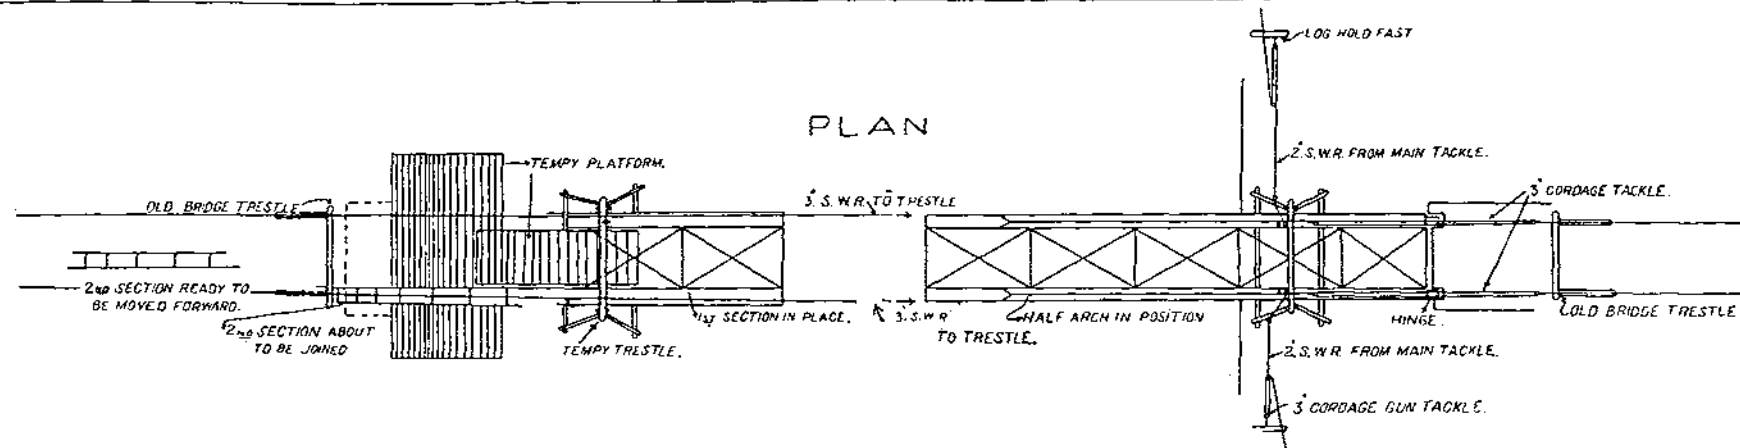 LOG HOLD FAST
PLAN
TEMPY PLATFORM.
2" S.W.R. FROM MAIN TACKLE.
OLD BRIDGE TRESTLE
3" S.W.R. TO TRESTLE
3" CORDAGE TACKLE.
2ND SECTION READY TO
BE MOVED FORWARD.
1ST SECTION IN PLACE.
3" S.W.R
TO TRESTLE.
HALF ARCH IN POSITION
HINGE.
OLD BRIDGE TRESTLE
2ND SECTION ABOUT
TO BE JOINED
TEMPY TRESTLE.
2" S.W.R. FROM MAIN TACKLE.
3" CORDAGE GUN TACKLE.